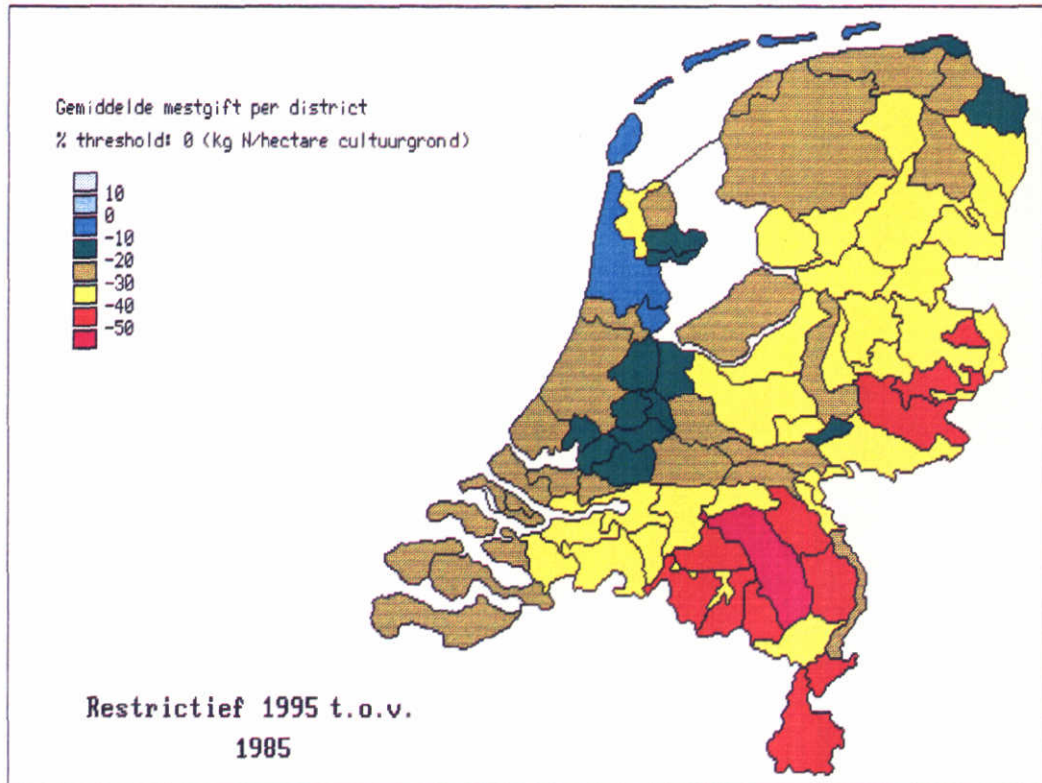 Gemiddelde mestgift per district
% threshold: 0 (kg N/hectare cultuurgrond)
10
0
-10
-20
-30
-40
-50
Restrictief 1995 t.o.v.
1985